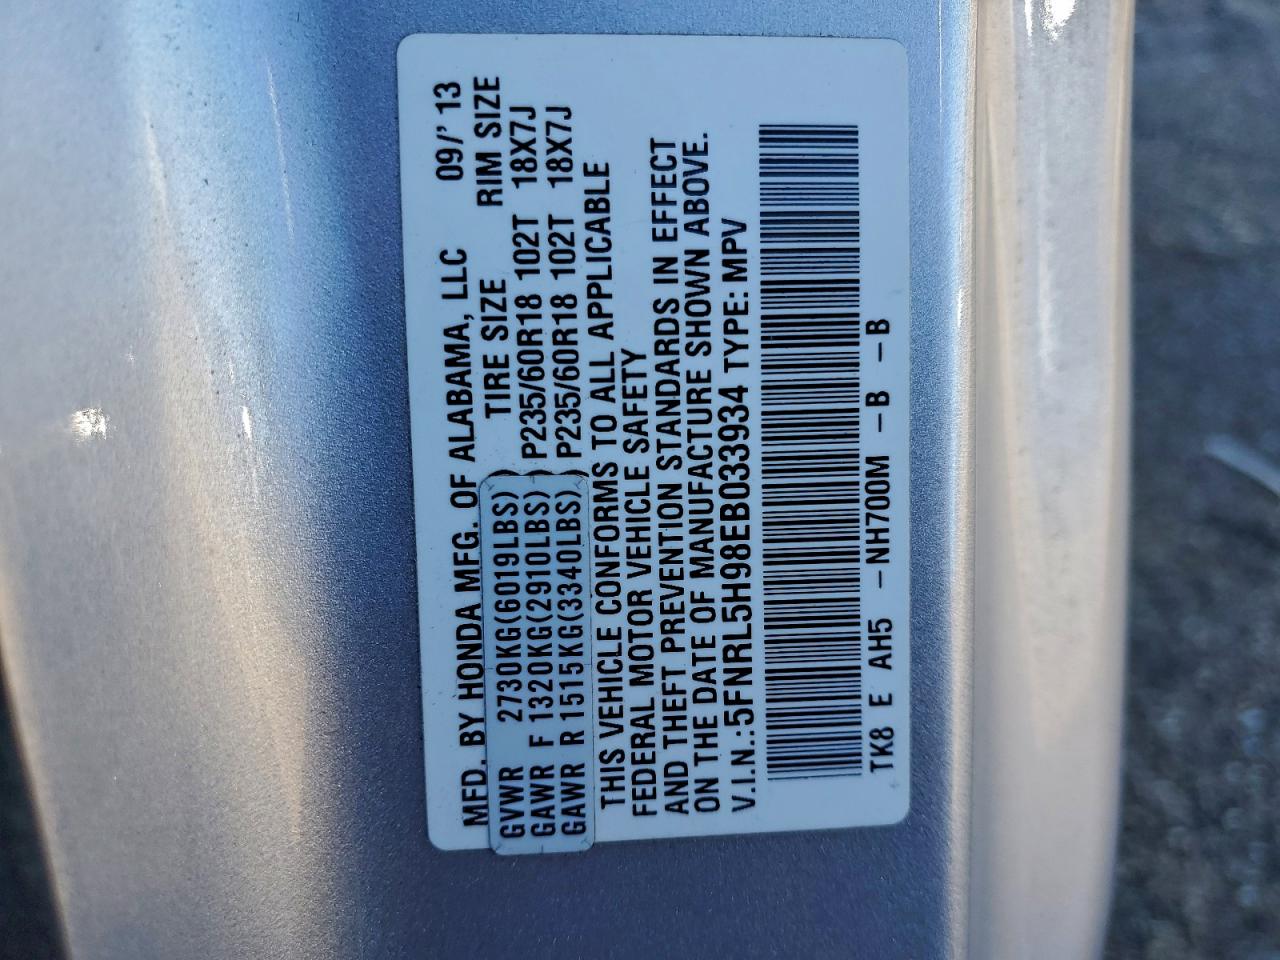 MFD. BY HONDA MFG. OF ALABAMA, LLC 09/' 13
TIRE SIZE RIM SIZE
GVWR 2730KG(6019LBS)
GAWR F 1320KG(2910LBS) P235/60R18 102T 18X7J
GAWR R 1515KG(3340LBS) P235/60R18 102T 18X7J
THIS VEHICLE CONFORMS TO ALL APPLICABLE
FEDERAL MOTOR VEHICLE SAFETY
AND THEFT PREVENTION STANDARDS IN EFFECT
ON THE DATE OF MANUFACTURE SHOWN ABOVE.
V.I.N.:5FNRL5H98EB033934 TYPE: MPV
TK8 E AH5 -NH700M -B -B